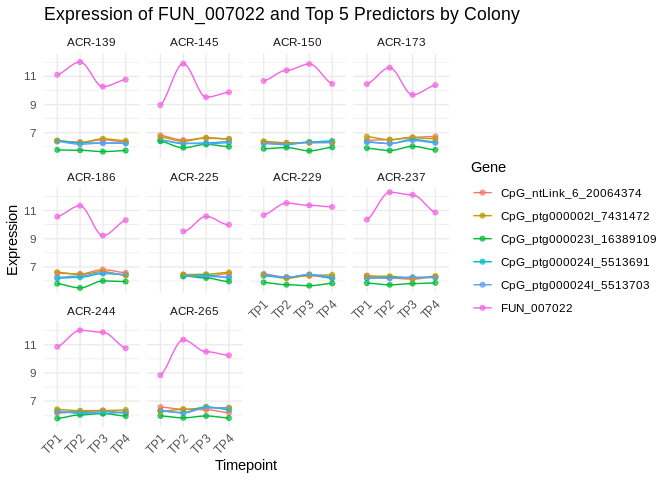 Expression of FUN_007022 and Top 5 Predictors by Colony
ACR-139 ACR-145 ACR-150 ACR-173
11
9
7
ACR-186 ACR-225 ACR-229 ACR-237
11
9
7
TP1 TP2 TP3 TP4 TP1 TP2 TP3 TP4
ACR-244 ACR-265
11
9
7
TP1 TP2 TP3 TP4 TP1 TP2 TP3 TP4
Timepoint
Expression
Gene
CpG_ntLink_6_20064374
CpG_ptg000002l_7431472
CpG_ptg000023l_16389109
CpG_ptg000024l_5513691
CpG_ptg000024l_5513703
FUN_007022